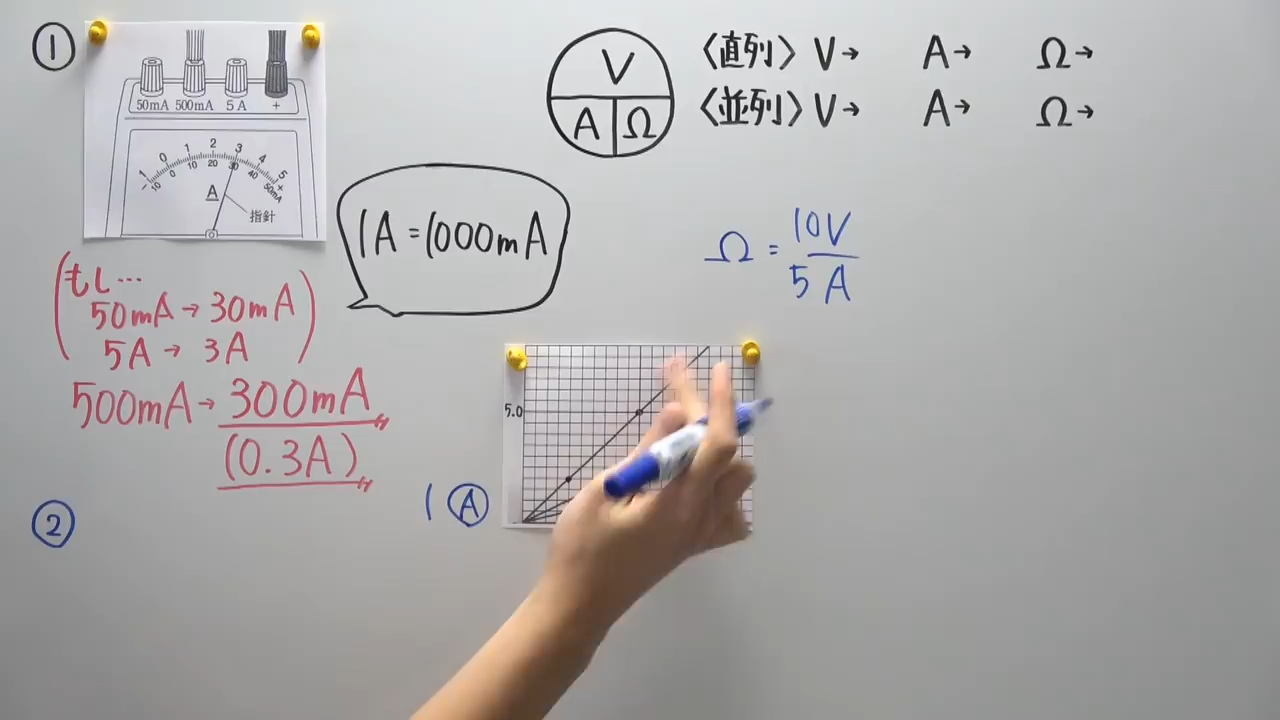 ①
50mA 500mA 5A +
0 1 2 3 4 5
0 10 20 30 40 50mA
A
指針
1A=1000mA
(もし…
50mA→30mA
5A→3A)
500mA→300mA
(0.3A)
②
V
A Ω
〈直列〉V→ A→ Ω→
〈並列〉V→ A→ Ω→
Ω=10V/5A
5.0
1 Ⓐ